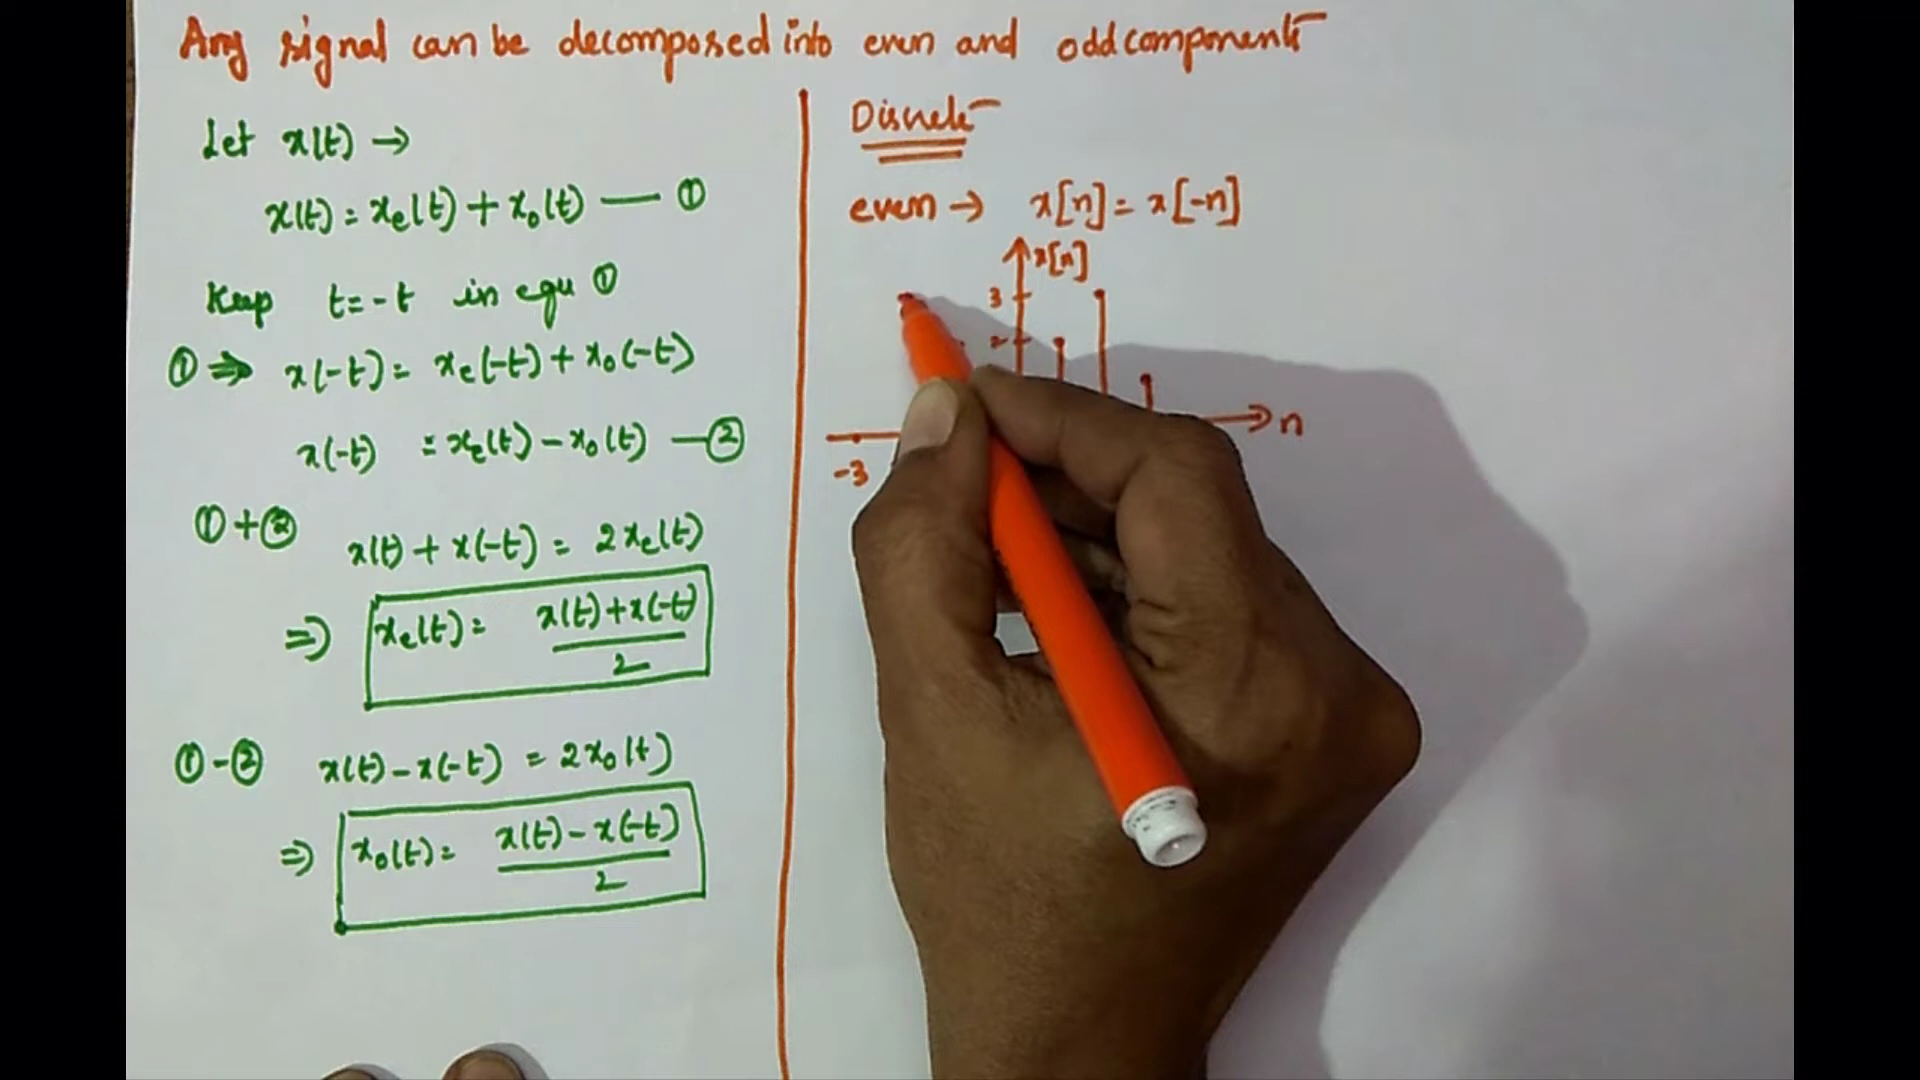 Any signal can be decomposed into even and odd components
Let x(t) →
x(t) = xe(t) + xo(t) — ①
Keep t = -t in equ ①
① ⇒ x(-t) = xe(-t) + xo(-t)
x(-t) = xe(t) - xo(t) — ②
① + ② x(t) + x(-t) = 2xe(t)
⇒ xe(t) = x(t) + x(-t) / 2
① - ② x(t) - x(-t) = 2xo(t)
⇒ xo(t) = x(t) - x(-t) / 2
Discrete
even → x[n] = x[-n]
x[n]
3
2
n
-3